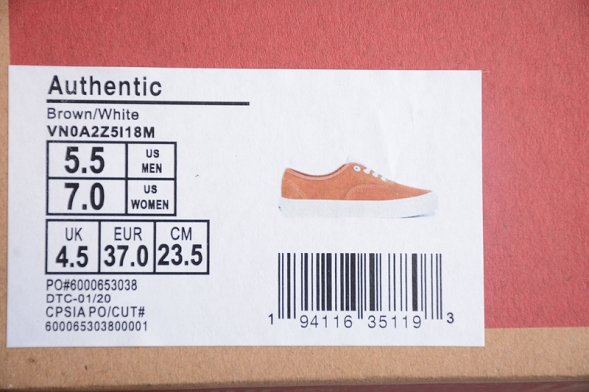 Authentic
Brown/White
VN0A2Z5I18M
5.5 US MEN
7.0 US WOMEN
UK EUR CM
4.5 37.0 23.5
PO#6000653038
DTC-01/20
CPSIA PO/CUT#
600065303800001
1 94116 35119 3